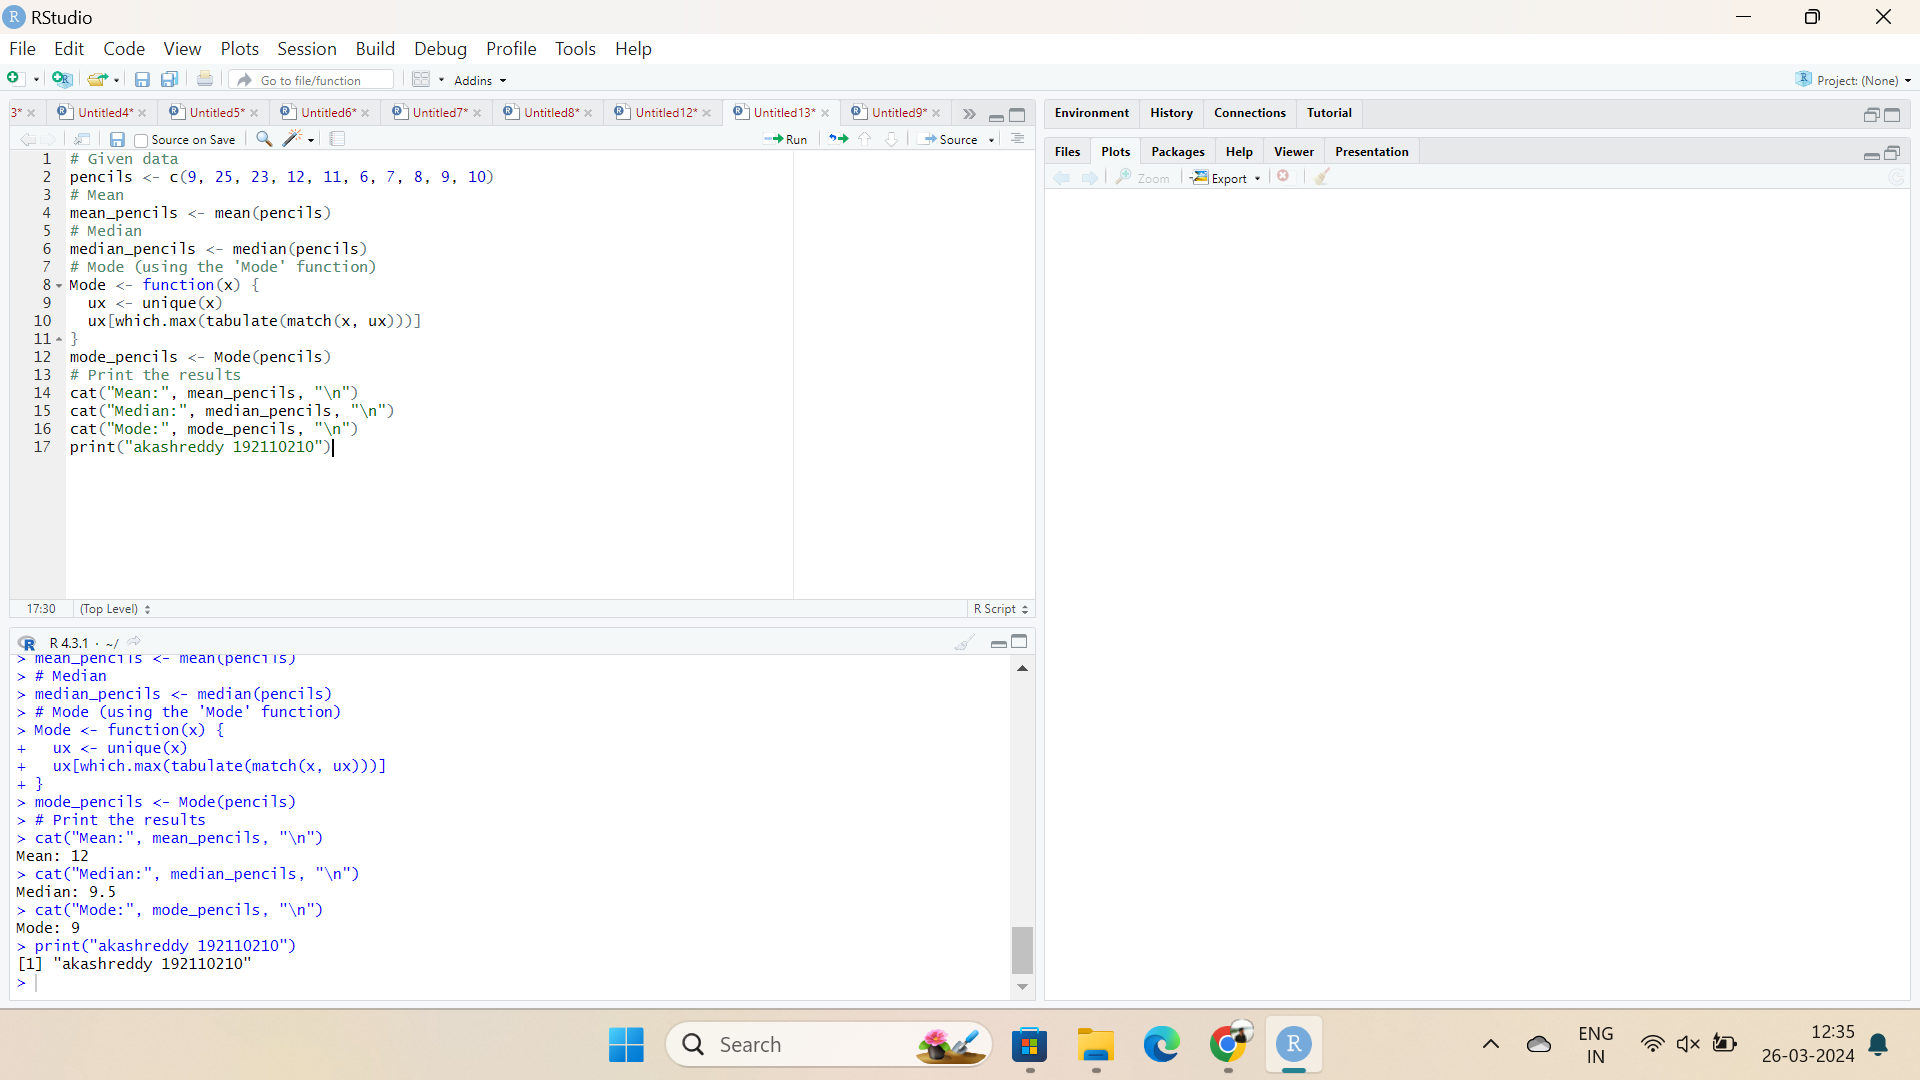 RStudio
File Edit Code View Plots Session Build Debug Profile Tools Help
Go to file/function Addins Project: (None)
3* Untitled4* Untitled5* Untitled6* Untitled7* Untitled8* Untitled12* Untitled13* Untitled9*
Source on Save Run Source
1 # Given data
2 pencils <- c(9, 25, 23, 12, 11, 6, 7, 8, 9, 10)
3 # Mean
4 mean_pencils <- mean(pencils)
5 # Median
6 median_pencils <- median(pencils)
7 # Mode (using the 'Mode' function)
8 Mode <- function(x) {
9 ux <- unique(x)
10 ux[which.max(tabulate(match(x, ux)))]
11 }
12 mode_pencils <- Mode(pencils)
13 # Print the results
14 cat("Mean:", mean_pencils, "\n")
15 cat("Median:", median_pencils, "\n")
16 cat("Mode:", mode_pencils, "\n")
17 print("akashreddy 192110210")
17:30 (Top Level) R Script
R 4.3.1 · ~/
> mean_pencils <- mean(pencils)
> # Median
> median_pencils <- median(pencils)
> # Mode (using the 'Mode' function)
> Mode <- function(x) {
+ ux <- unique(x)
+ ux[which.max(tabulate(match(x, ux)))]
+ }
> mode_pencils <- Mode(pencils)
> # Print the results
> cat("Mean:", mean_pencils, "\n")
Mean: 12
> cat("Median:", median_pencils, "\n")
Median: 9.5
> cat("Mode:", mode_pencils, "\n")
Mode: 9
> print("akashreddy 192110210")
[1] "akashreddy 192110210"
>
Environment History Connections Tutorial
Files Plots Packages Help Viewer Presentation
Zoom Export
Search
ENG
IN
12:35
26-03-2024